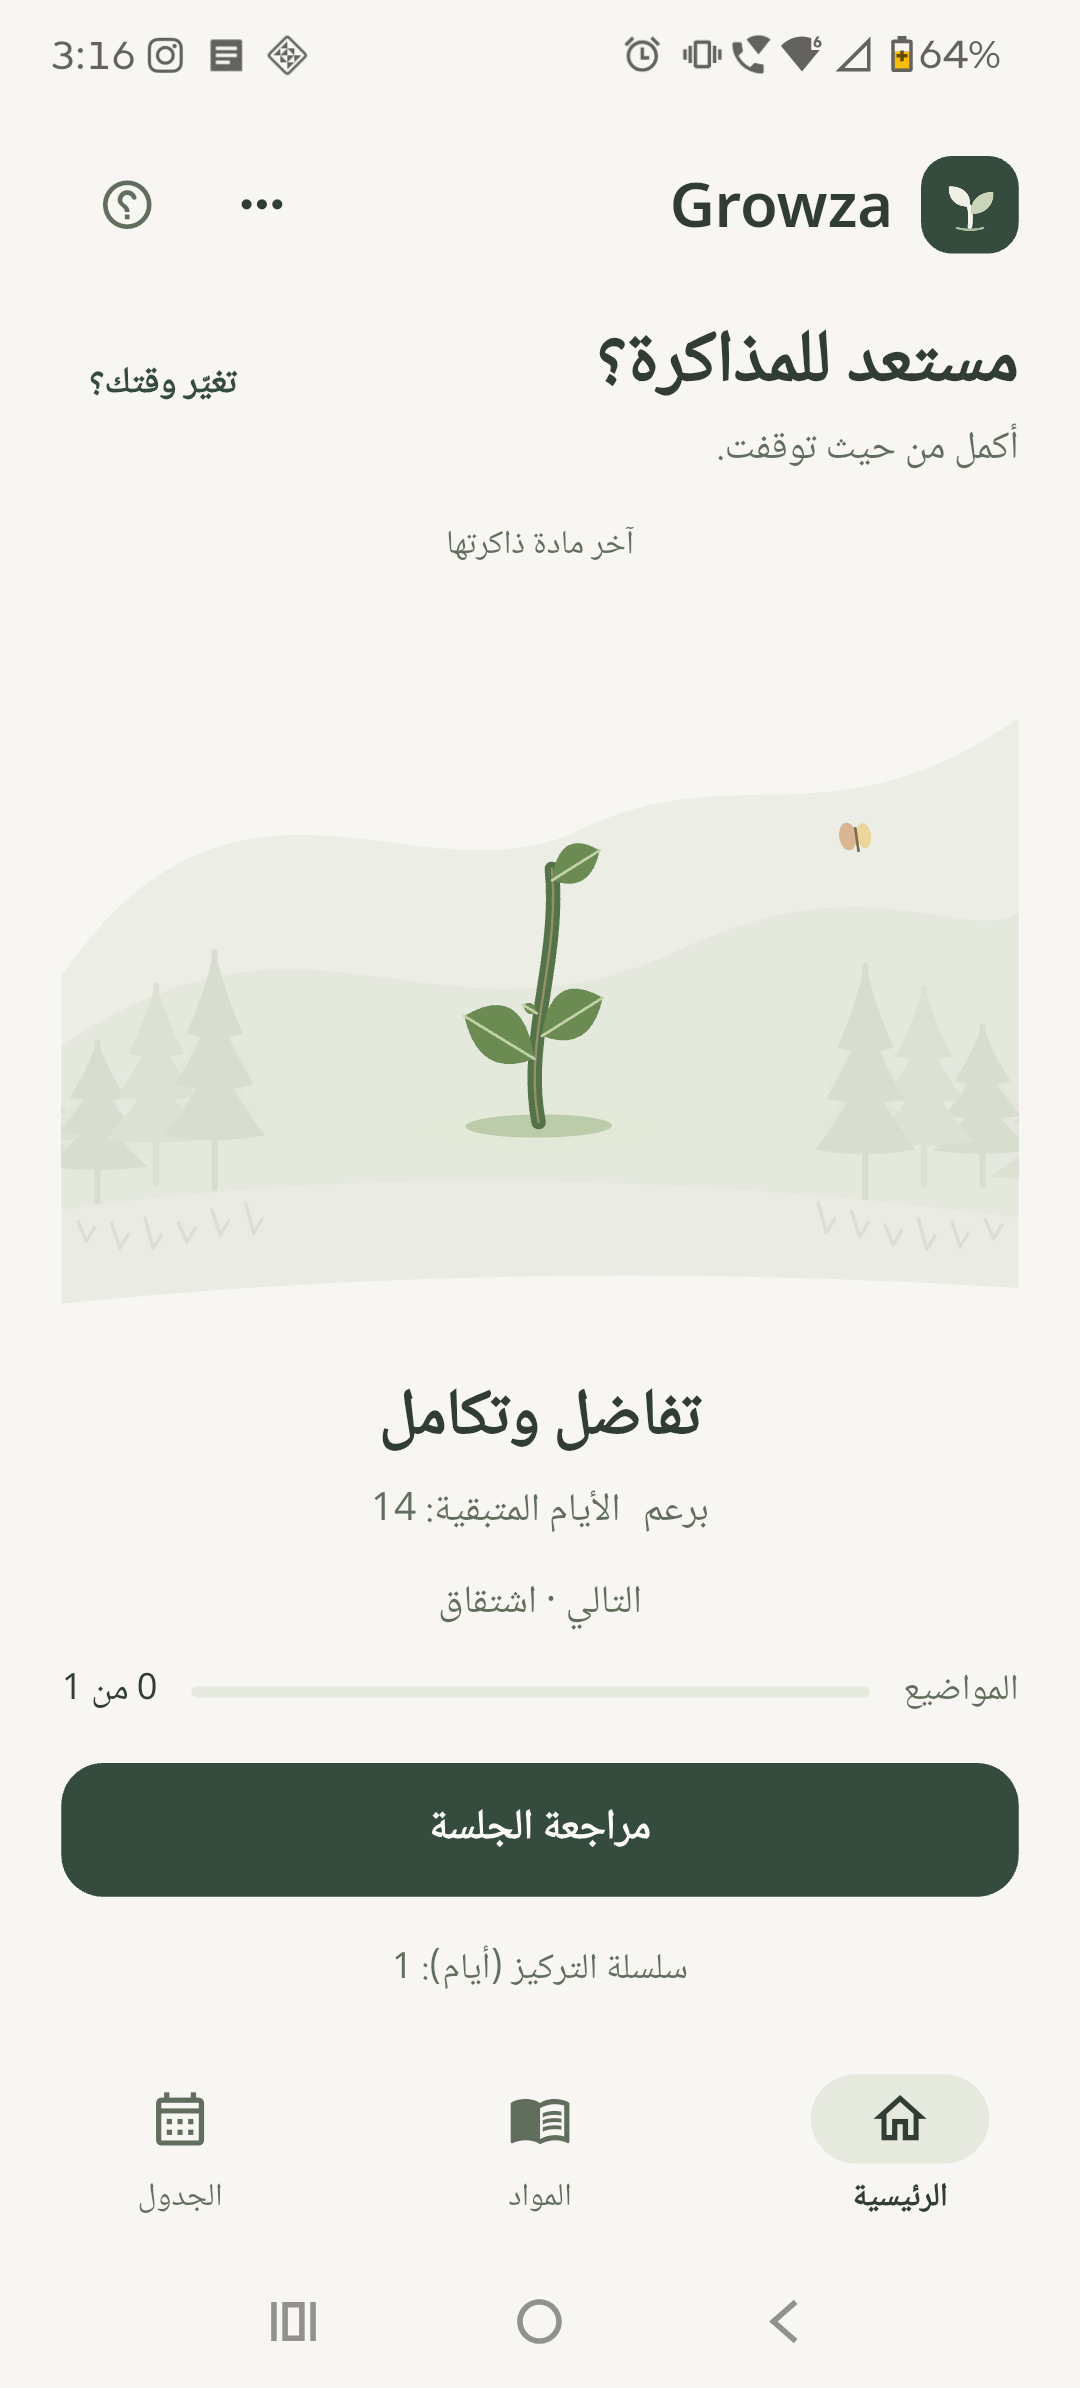 3:16
64%
Growza
مستعد للمذاكرة؟
تغيّر وقتك؟
أكمل من حيث توقفت.
آخر مادة ذاكرتها
تفاضل وتكامل
برعم الأيام المتبقية: 14
التالي · اشتقاق
المواضيع 0 من 1
مراجعة الجلسة
سلسلة التركيز (أيام): 1
الرئيسية
المواد
الجدول